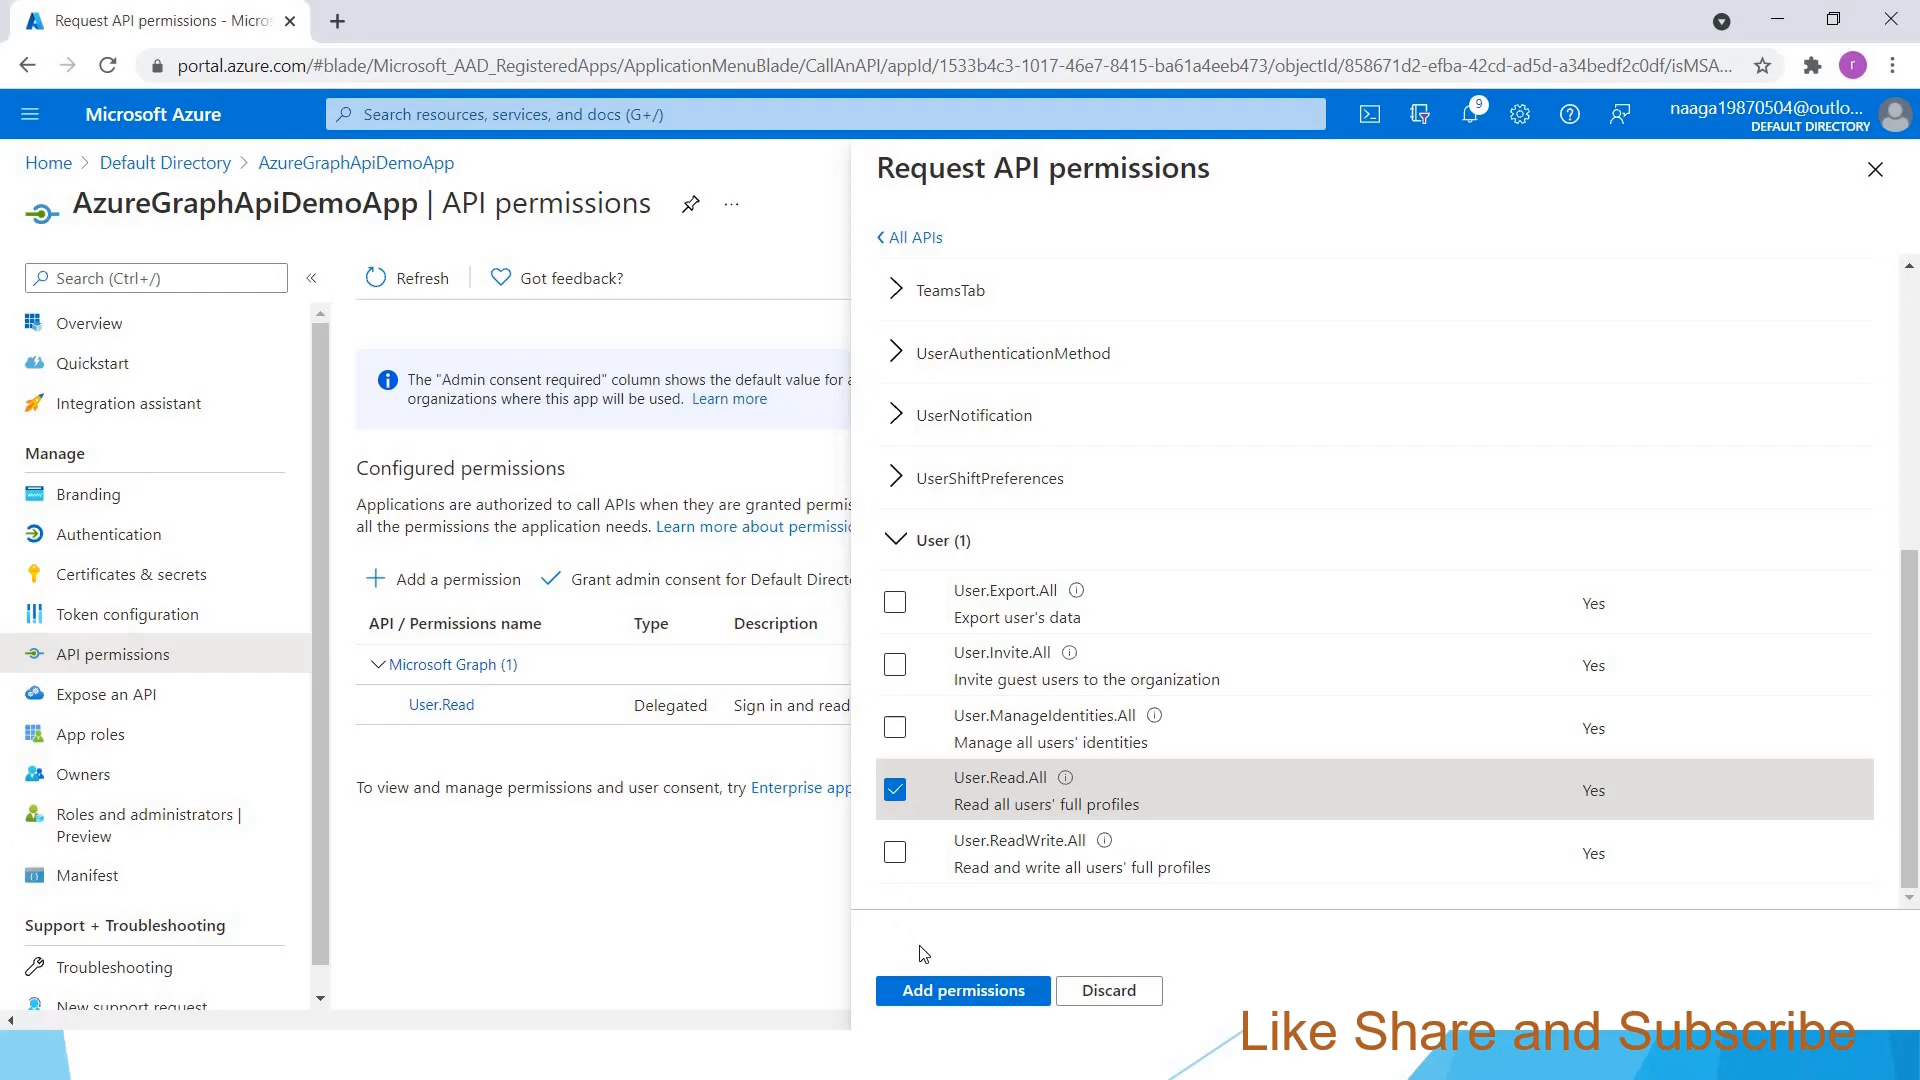 Request API permissions - Micros
portal.azure.com/#blade/Microsoft_AAD_RegisteredApps/ApplicationMenuBlade/CallAnAPI/appId/1533b4c3-1017-46e7-8415-ba61a4eeb473/objectId/858671d2-efba-42cd-ad5d-a34bedf2c0df/isMSA...
r
Microsoft Azure
Search resources, services, and docs (G+/)
9
naaga19870504@outlo...
DEFAULT DIRECTORY
Home > Default Directory > AzureGraphApiDemoApp
AzureGraphApiDemoApp | API permissions
...
Search (Ctrl+/)
«
Overview
Quickstart
Integration assistant
Manage
Branding
Authentication
Certificates & secrets
Token configuration
API permissions
Expose an API
App roles
Owners
Roles and administrators |
Preview
Manifest
Support + Troubleshooting
Troubleshooting
New support request
Refresh
Got feedback?
The "Admin consent required" column shows the default value for a
organizations where this app will be used. Learn more
Configured permissions
Applications are authorized to call APIs when they are granted permis
all the permissions the application needs. Learn more about permissio
Add a permission
Grant admin consent for Default Directo
API / Permissions name Type Description
Microsoft Graph (1)
User.Read Delegated Sign in and read
To view and manage permissions and user consent, try Enterprise app
Request API permissions
All APIs
TeamsTab
UserAuthenticationMethod
UserNotification
UserShiftPreferences
User (1)
User.Export.All
Export user's data
Yes
User.Invite.All
Invite guest users to the organization
Yes
User.ManageIdentities.All
Manage all users' identities
Yes
User.Read.All
Read all users' full profiles
Yes
User.ReadWrite.All
Read and write all users' full profiles
Yes
Add permissions
Discard
Like Share and Subscribe